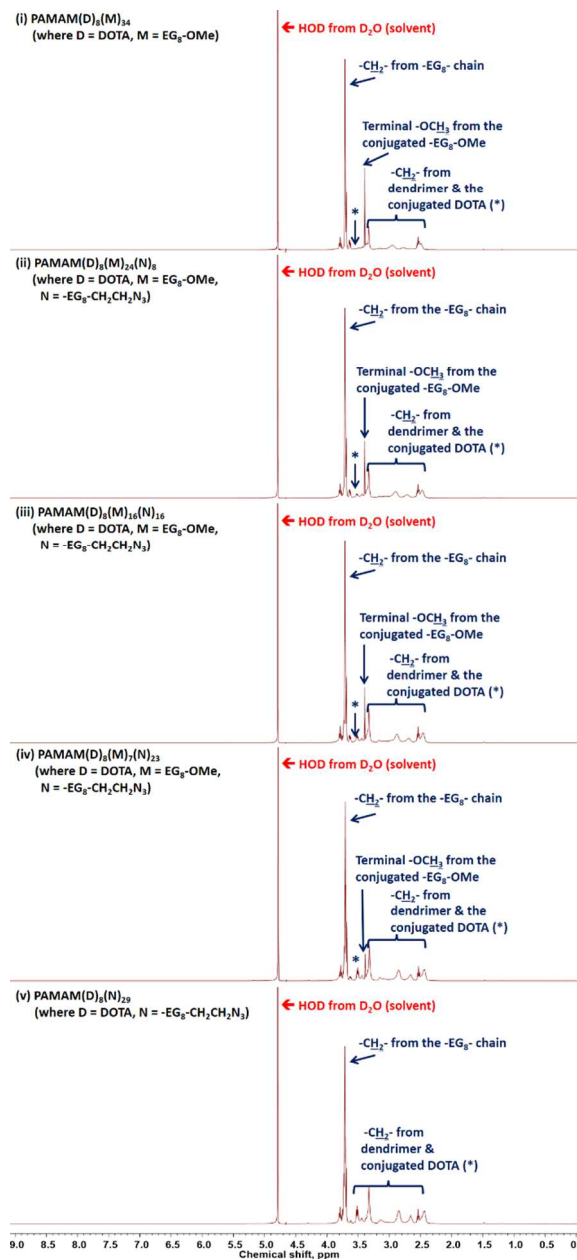 (i) PAMAM(D)₈(M)₃₄
(where D = DOTA, M = EG₈-OMe)
← HOD from D₂O (solvent)
-CH₂- from -EG₈- chain
Terminal -OCH₃ from the
conjugated -EG₈-OMe
-CH₂- from
dendrimer & the
conjugated DOTA (*)
*
(ii) PAMAM(D)₈(M)₂₄(N)₈
(where D = DOTA, M = EG₈-OMe,
N = -EG₈-CH₂CH₂N₃)
← HOD from D₂O (solvent)
-CH₂- from the -EG₈- chain
Terminal -OCH₃ from the
conjugated -EG₈-OMe
-CH₂- from
dendrimer & the
conjugated DOTA (*)
*
(iii) PAMAM(D)₈(M)₁₆(N)₁₆
(where D = DOTA, M = EG₈-OMe,
N = -EG₈-CH₂CH₂N₃)
← HOD from D₂O (solvent)
-CH₂- from the -EG₈- chain
Terminal -OCH₃ from the
conjugated -EG₈-OMe
-CH₂- from
dendrimer & the
conjugated DOTA (*)
*
(iv) PAMAM(D)₈(M)₇(N)₂₃
(where D = DOTA, M = EG₈-OMe,
N = -EG₈-CH₂CH₂N₃)
← HOD from D₂O (solvent)
-CH₂- from the -EG₈- chain
Terminal -OCH₃ from the
conjugated -EG₈-OMe
-CH₂- from
dendrimer & the
conjugated DOTA (*)
*
(v) PAMAM(D)₈(N)₂₉
(where D = DOTA, N = -EG₈-CH₂CH₂N₃)
← HOD from D₂O (solvent)
-CH₂- from the -EG₈- chain
-CH₂- from
dendrimer &
conjugated DOTA (*)
9.0 8.5 8.0 7.5 7.0 6.5 6.0 5.5 5.0 4.5 4.0 3.5 3.0 2.5 2.0 1.5 1.0 0.5 0
Chemical shift, ppm